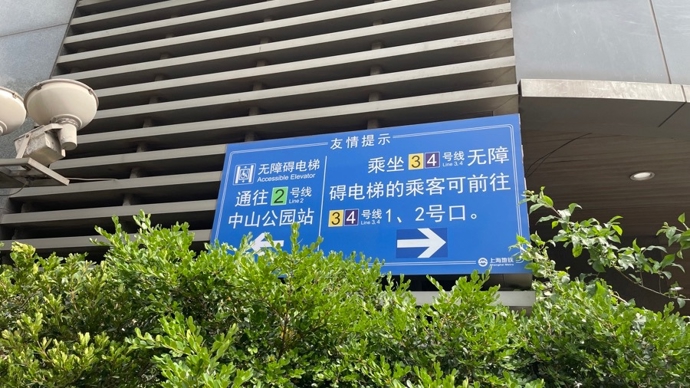 友情提示
无障碍电梯
Accessible Elevator
通往 2 号线
Line 2
中山公园站
乘坐 3 4 号线 无障
Line 3,4
碍电梯的乘客可前往
3 4 号线 1、2号口。
Line 3,4
上海地铁
Shanghai Metro